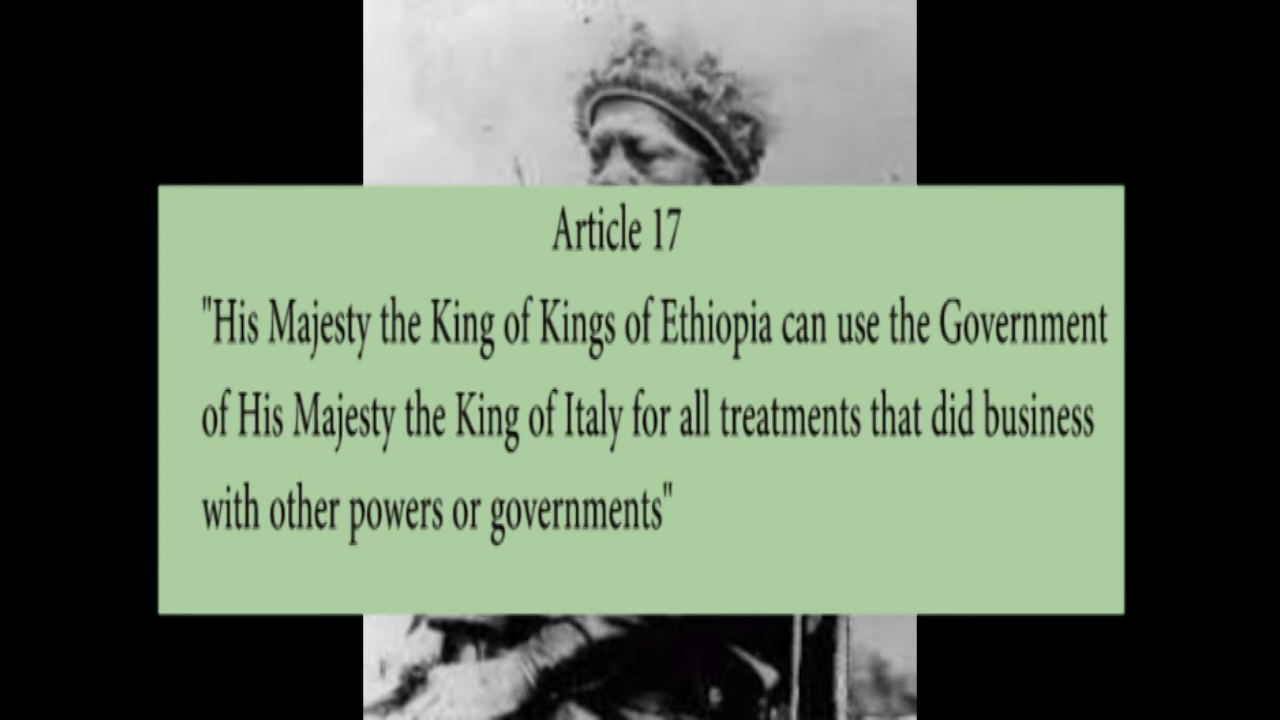 Article 17
"His Majesty the King of Kings of Ethiopia can use the Government
of His Majesty the King of Italy for all treatments that did business
with other powers or governments"